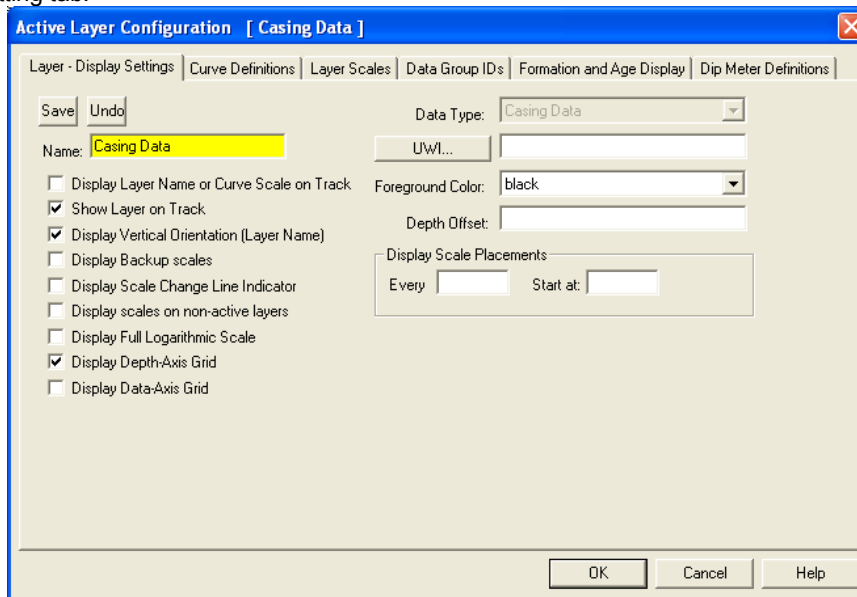 tab.
Active Layer Configuration [ Casing Data ]
Layer - Display Settings Curve Definitions Layer Scales Data Group IDs Formation and Age Display Dip Meter Definitions
Save Undo
Name: Casing Data
Display Layer Name or Curve Scale on Track
Show Layer on Track
Display Vertical Orientation (Layer Name)
Display Backup scales
Display Scale Change Line Indicator
Display scales on non-active layers
Display Full Logarithmic Scale
Display Depth-Axis Grid
Display Data-Axis Grid
Data Type: Casing Data
UWI...
Foreground Color: black
Depth Offset:
Display Scale Placements
Every Start at:
OK Cancel Help